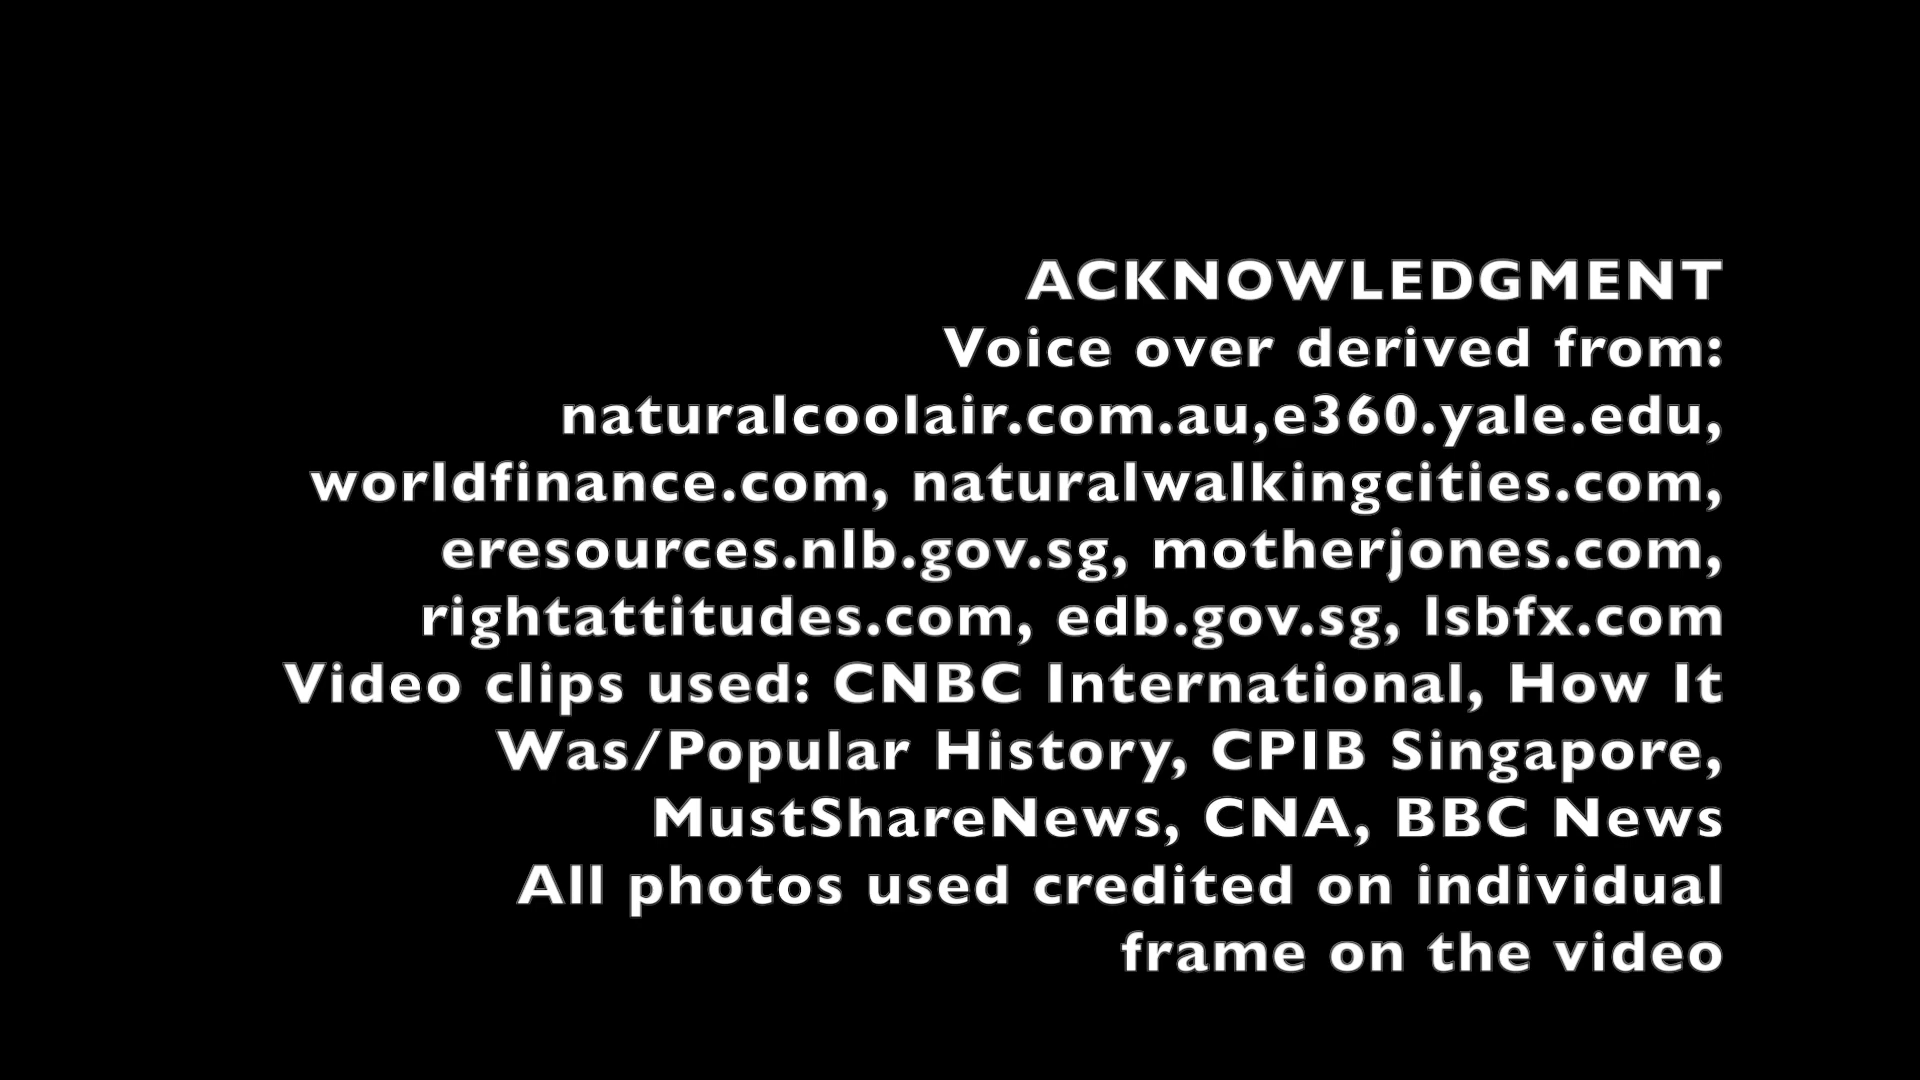 ACKNOWLEDGMENT
Voice over derived from:
naturalcoolair.com.au,e360.yale.edu,
worldfinance.com, naturalwalkingcities.com,
eresources.nlb.gov.sg, motherjones.com,
rightattitudes.com, edb.gov.sg, lsbfx.com
Video clips used: CNBC International, How It
Was/Popular History, CPIB Singapore,
MustShareNews, CNA, BBC News
All photos used credited on individual
frame on the video